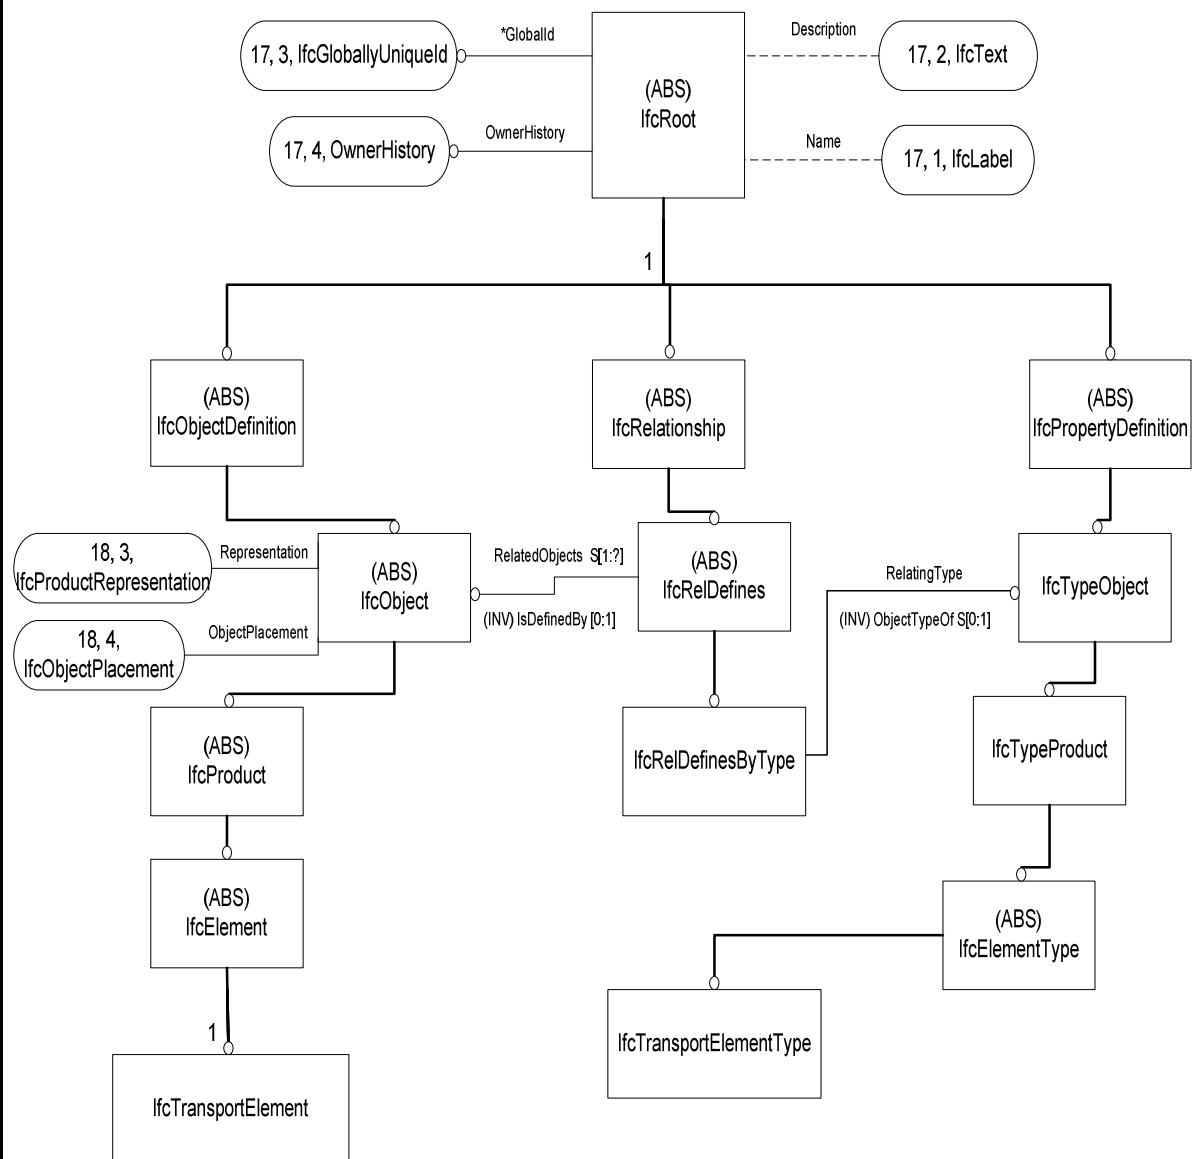 *GlobalId
Description
17, 3, IfcGloballyUniqueId
17, 2, IfcText
(ABS)
IfcRoot
OwnerHistory
Name
17, 4, OwnerHistory
17, 1, IfcLabel
1
(ABS)
IfcObjectDefinition
(ABS)
IfcRelationship
(ABS)
IfcPropertyDefinition
18, 3,
IfcProductRepresentation
Representation
(ABS)
IfcObject
RelatedObjects S[1:?]
(INV) IsDefinedBy [0:1]
(ABS)
IfcRelDefines
RelatingType
(INV) ObjectTypeOf S[0:1]
IfcTypeObject
ObjectPlacement
18, 4,
IfcObjectPlacement
(ABS)
IfcProduct
IfcRelDefinesByType
IfcTypeProduct
(ABS)
IfcElement
(ABS)
IfcElementType
1
IfcTransportElementType
IfcTransportElement